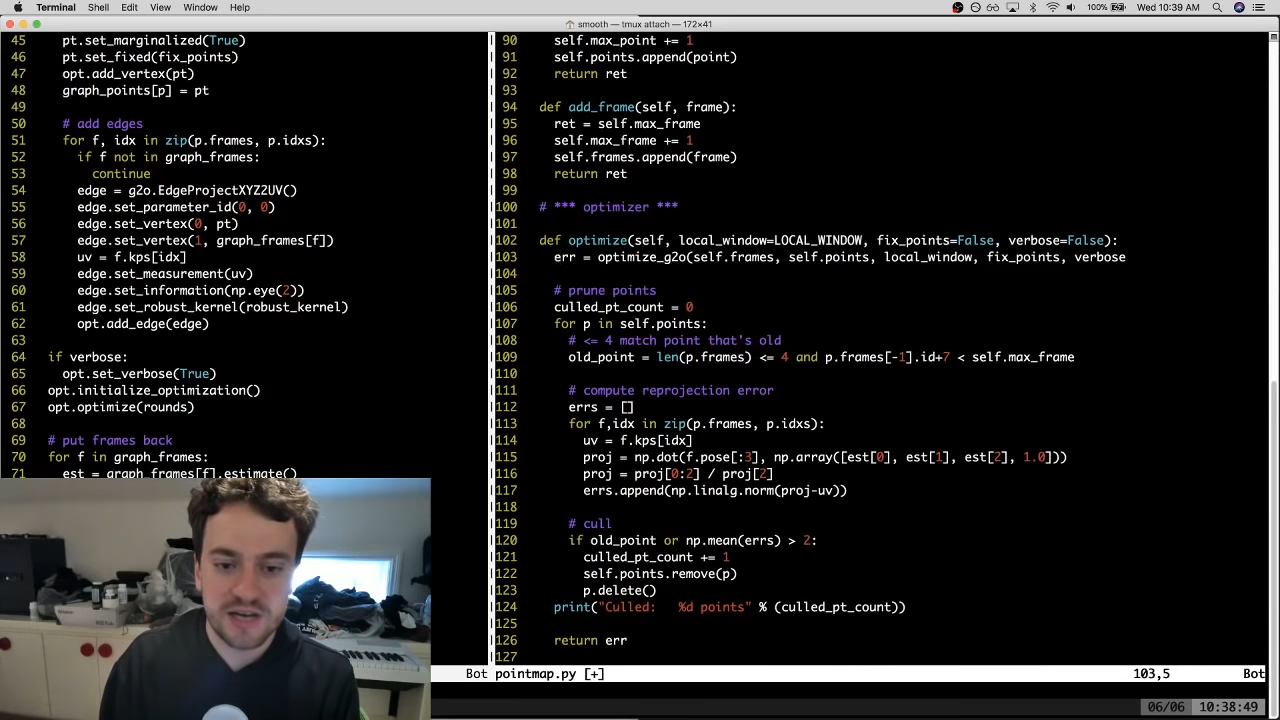 Terminal Shell Edit View Window Help 100% Wed 10:39 AM
smooth — tmux attach — 172×41
45 pt.set_marginalized(True)
46 pt.set_fixed(fix_points)
47 opt.add_vertex(pt)
48 graph_points[p] = pt
49
50 # add edges
51 for f, idx in zip(p.frames, p.idxs):
52 if f not in graph_frames:
53 continue
54 edge = g2o.EdgeProjectXYZ2UV()
55 edge.set_parameter_id(0, 0)
56 edge.set_vertex(0, pt)
57 edge.set_vertex(1, graph_frames[f])
58 uv = f.kps[idx]
59 edge.set_measurement(uv)
60 edge.set_information(np.eye(2))
61 edge.set_robust_kernel(robust_kernel)
62 opt.add_edge(edge)
63
64 if verbose:
65 opt.set_verbose(True)
66 opt.initialize_optimization()
67 opt.optimize(rounds)
68
69 # put frames back
70 for f in graph_frames:
71 est = graph_frames[f].estimate()
Bot
90 self.max_point += 1
91 self.points.append(point)
92 return ret
93
94 def add_frame(self, frame):
95 ret = self.max_frame
96 self.max_frame += 1
97 self.frames.append(frame)
98 return ret
99
100 # *** optimizer ***
101
102 def optimize(self, local_window=LOCAL_WINDOW, fix_points=False, verbose=False):
103 err = optimize_g2o(self.frames, self.points, local_window, fix_points, verbose
104
105 # prune points
106 culled_pt_count = 0
107 for p in self.points:
108 # <= 4 match point that's old
109 old_point = len(p.frames) <= 4 and p.frames[-1].id+7 < self.max_frame
110
111 # compute reprojection error
112 errs = []
113 for f,idx in zip(p.frames, p.idxs):
114 uv = f.kps[idx]
115 proj = np.dot(f.pose[:3], np.array([est[0], est[1], est[2], 1.0]))
116 proj = proj[0:2] / proj[2]
117 errs.append(np.linalg.norm(proj-uv))
118
119 # cull
120 if old_point or np.mean(errs) > 2:
121 culled_pt_count += 1
122 self.points.remove(p)
123 p.delete()
124 print("Culled: %d points" % (culled_pt_count))
125
126 return err
127
pointmap.py [+] 103,5 Bot
06/06 10:38:49